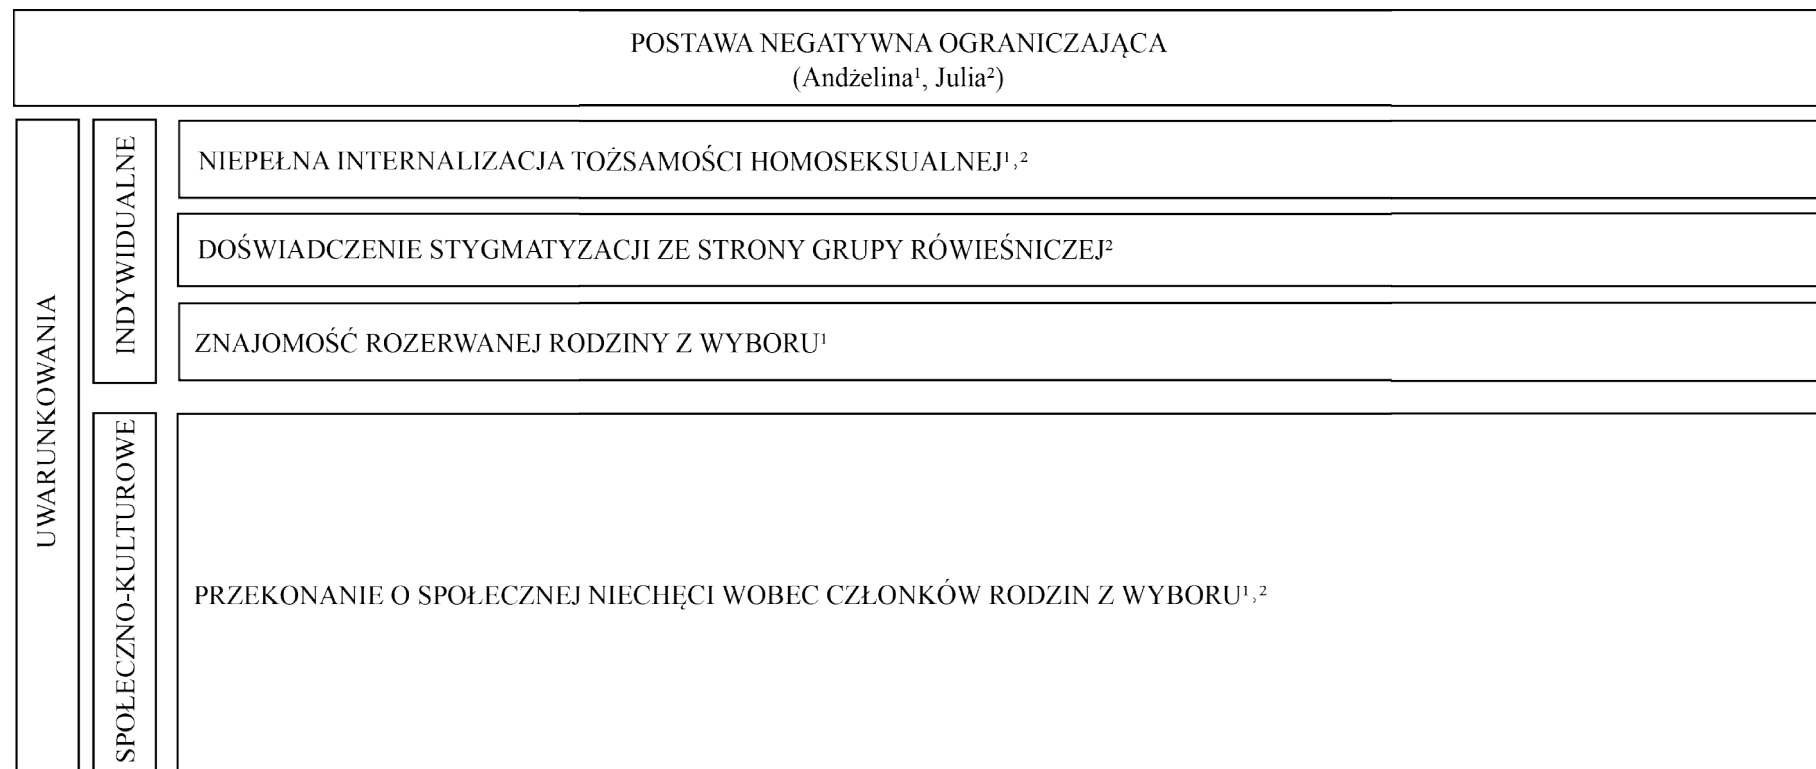 POSTAWA NEGATYWNA OGRANICZAJĄCA
(Andżelina¹, Julia²)
UWARUNKOWANIA
INDYWIDUALNE
NIEPEŁNA INTERNALIZACJA TOŻSAMOŚCI HOMOSEKSUALNEJ¹,²
DOŚWIADCZENIE STYGMATYZACJI ZE STRONY GRUPY RÓWIEŚNICZEJ²
ZNAJOMOŚĆ ROZERWANEJ RODZINY Z WYBORU¹
SPOŁECZNO-KULTUROWE
PRZEKONANIE O SPOŁECZNEJ NIECHĘCI WOBEC CZŁONKÓW RODZIN Z WYBORU¹,²